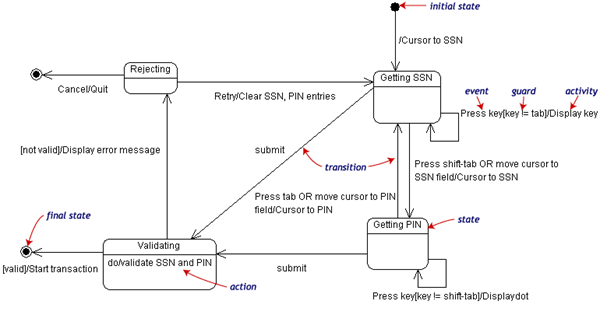 initial state
/Cursor to SSN
Rejecting
Getting SSN
Cancel/Quit
Retry/Clear SSN, PIN entries
event
guard
activity
Press key[key != tab]/Display key
[not valid]/Display error message
submit
transition
Press shift-tab OR move cursor to
SSN field/Cursor to SSN
Press tab OR move cursor to PIN
field/Cursor to PIN
final state
Getting PIN
state
Validating
do/validate SSN and PIN
[valid]/Start transaction
submit
action
Press key[key != shift-tab]/Displaydot